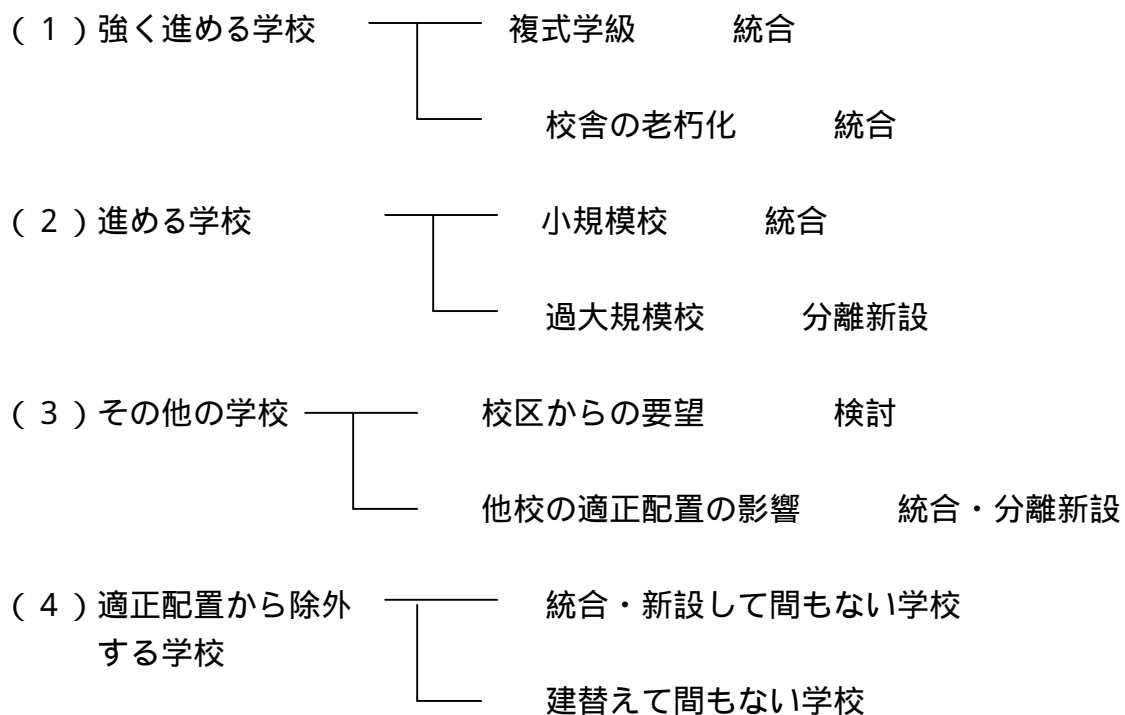 (1)強く進める学校 複式学級 統合
校舎の老朽化 統合
(2)進める学校 小規模校 統合
過大規模校 分離新設
(3)その他の学校 校区からの要望 検討
他校の適正配置の影響 統合・分離新設
(4)適正配置から除外 統合・新設して間もない学校
する学校
建替えて間もない学校